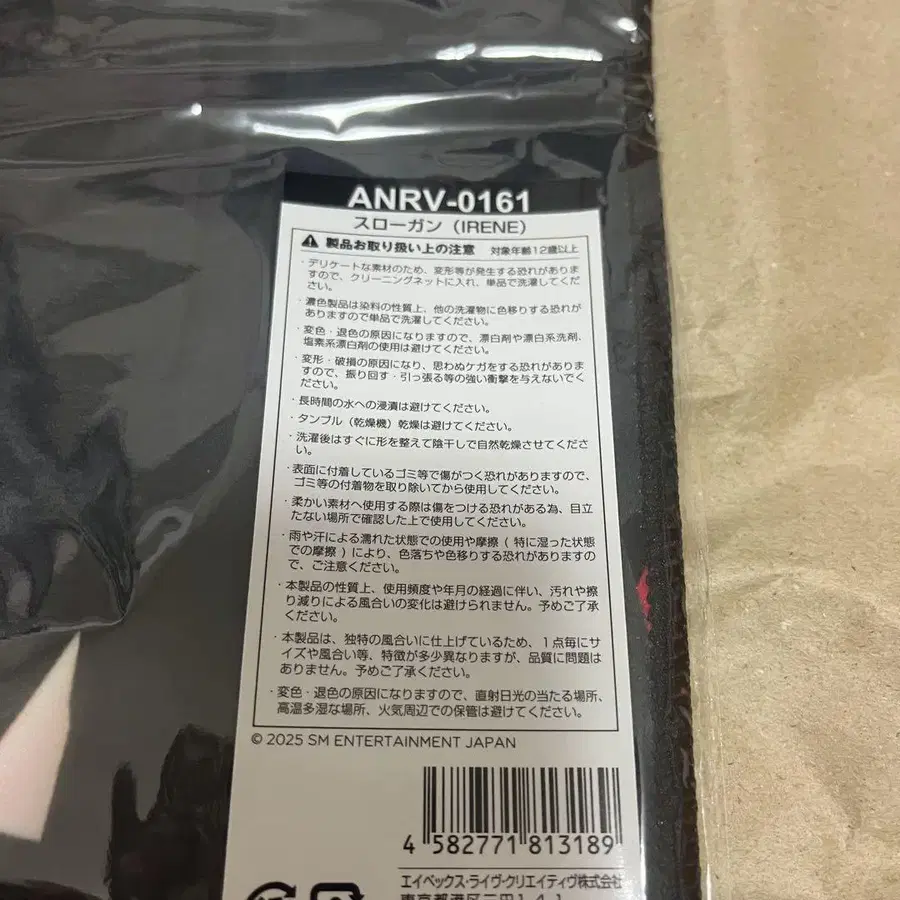 ANRV-0161
スローガン（IRENE）
製品お取り扱い上の注意 対象年齢12歳以上
・デリケートな素材のため、変形等が発生する恐れがありま
すので、クリーニングネットに入れ、単品で洗濯してくだ
さい。
・濃色製品は染料の性質上、他の洗濯物に色移りする恐れが
ありますので単品で洗濯してください。
・変色・退色の原因になりますので、漂白剤や漂白系洗剤、
塩素系漂白剤の使用は避けてください。
・変形・破損の原因になり、思わぬケガをする恐れがありま
すので、振り回す・引っ張る等の強い衝撃を与えないでく
ださい。
・長時間の水への浸漬は避けてください。
・タンブル（乾燥機）乾燥は避けてください。
・洗濯後はすぐに形を整えて陰干しで自然乾燥させてくださ
い。
・表面に付着しているゴミ等で傷がつく恐れがありますので、
ゴミ等の付着物を取り除いてから使用してください。
・柔かい素材へ使用する際は傷をつける恐れがある為、目立
たない場所で確認した上で使用してください。
・雨や汗による濡れた状態での使用や摩擦 ( 特に湿った状態
での摩擦 ) により、色落ちや色移りする恐れがありますの
で、ご注意ください。
・本製品の性質上、使用頻度や年月の経過に伴い、汚れや擦
り減りによる風合いの変化は避けられません。予めご了承
ください。
・本製品は、独特の風合いに仕上げているため、１点毎にサ
イズや風合い等、特徴が多少異なりますが、品質に問題は
ありません。予めご了承ください。
・変色・退色の原因になりますので、直射日光の当たる場所、
高温多湿な場所、火気周辺での保管は避けてください。
© 2025 SM ENTERTAINMENT JAPAN
4 582771 813189
エイベックス・ライヴ・クリエイティヴ株式会社